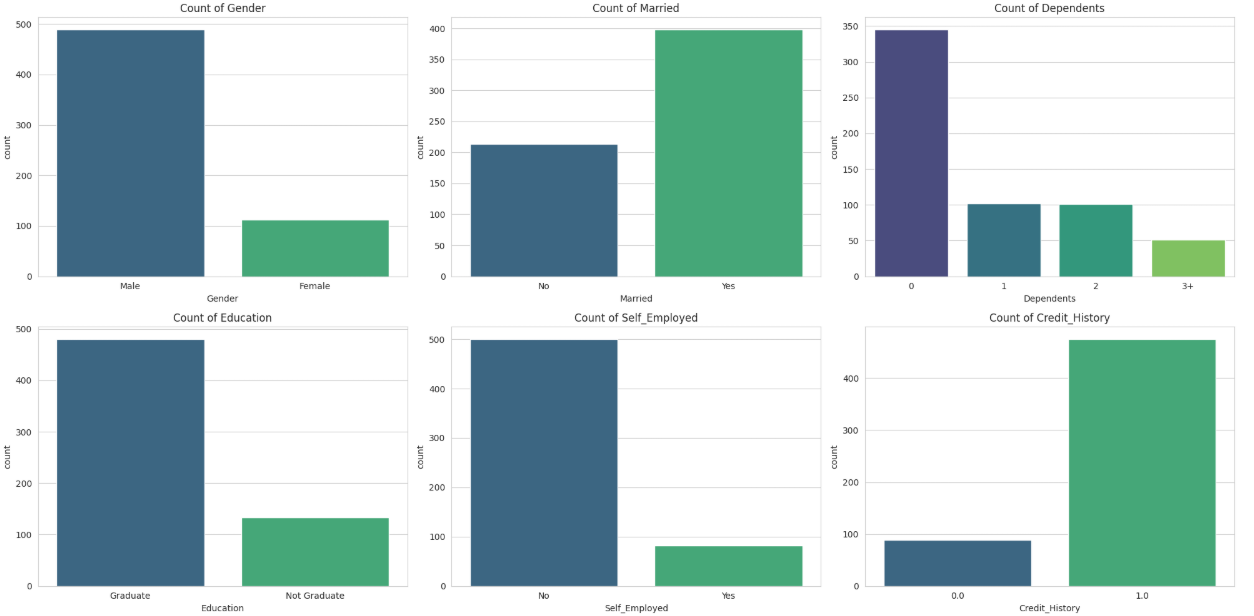 Count of Gender
500
400
300
200
100
0
count
Male
Female
Gender
Count of Married
400
350
300
250
200
150
100
50
0
count
No
Yes
Married
Count of Dependents
350
300
250
200
150
100
50
0
count
0
1
2
3+
Dependents
Count of Education
500
400
300
200
100
0
count
Graduate
Not Graduate
Education
Count of Self_Employed
500
400
300
200
100
0
count
No
Yes
Self_Employed
Count of Credit_History
400
300
200
100
0
count
0.0
1.0
Credit_History